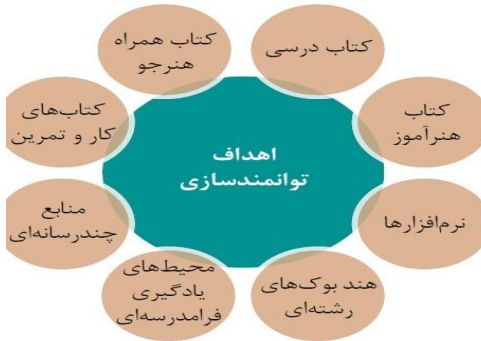 اهداف
توانمندسازی
کتاب درسی
کتاب
هنرآموز
نرم‌افزارها
هند بوک‌های
رشته‌ای
محیط‌های
یادگیری
فرامدرسه‌ای
منابع
چندرسانه‌ای
کتاب‌های
کار و تمرین
کتاب همراه
هنرجو